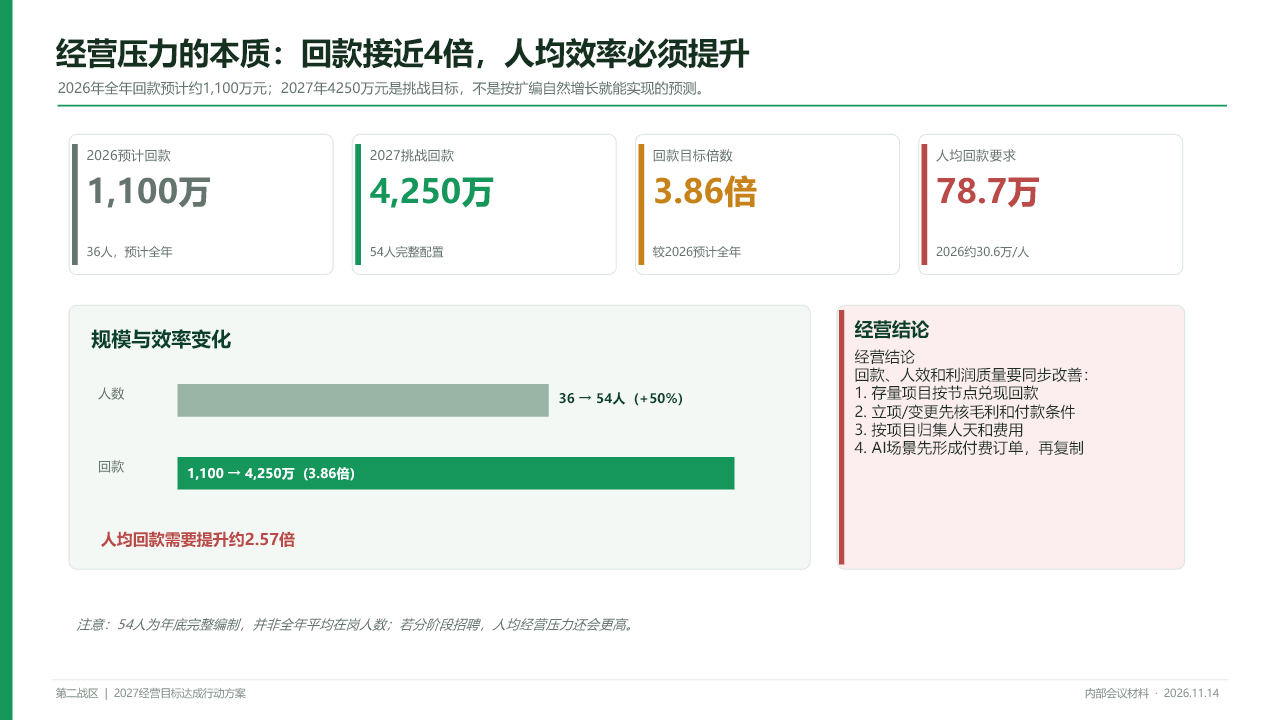 经营压力的本质：回款接近4倍，人均效率必须提升
2026年全年回款预计约1,100万元；2027年4250万元是挑战目标，不是按扩编自然增长就能实现的预测。
2026预计回款
1,100万
36人，预计全年
2027挑战回款
4,250万
54人完整配置
回款目标倍数
3.86倍
较2026预计全年
人均回款要求
78.7万
2026约30.6万/人
规模与效率变化
人数
36 → 54人（+50%）
回款
1,100 → 4,250万（3.86倍）
人均回款需要提升约2.57倍
经营结论
经营结论
回款、人效和利润质量要同步改善：
1. 存量项目按节点兑现回款
2. 立项/变更先核毛利和付款条件
3. 按项目归集人天和费用
4. AI场景先形成付费订单，再复制
注意：54人为年底完整编制，并非全年平均在岗人数；若分阶段招聘，人均经营压力还会更高。
第二战区 | 2027经营目标达成行动方案
内部会议材料 · 2026.11.14